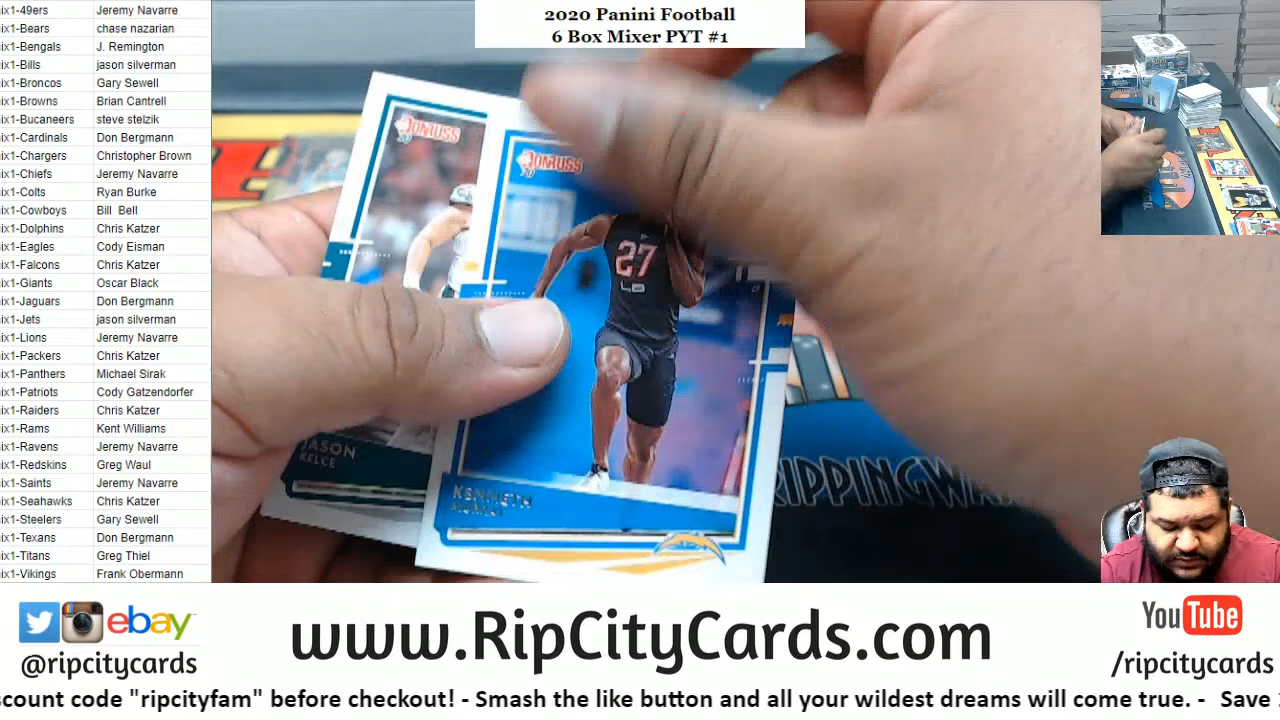 2020 Panini Football
6 Box Mixer PYT #1
ix1-49ers Jeremy Navarre
ix1-Bears chase nazarian
ix1-Bengals J. Remington
ix1-Bills jason silverman
ix1-Broncos Gary Sewell
ix1-Browns Brian Cantrell
ix1-Bucaneers steve stelzik
ix1-Cardinals Don Bergmann
ix1-Chargers Christopher Brown
ix1-Chiefs Jeremy Navarre
ix1-Colts Ryan Burke
ix1-Cowboys Bill Bell
ix1-Dolphins Chris Katzer
ix1-Eagles Cody Eisman
ix1-Falcons Chris Katzer
ix1-Giants Oscar Black
ix1-Jaguars Don Bergmann
ix1-Jets jason silverman
ix1-Lions Jeremy Navarre
ix1-Packers Chris Katzer
ix1-Panthers Michael Sirak
ix1-Patriots Cody Gatzendorfer
ix1-Raiders Chris Katzer
ix1-Rams Kent Williams
ix1-Ravens Jeremy Navarre
ix1-Redskins Greg Waul
ix1-Saints Jeremy Navarre
ix1-Seahawks Chris Katzer
ix1-Steelers Gary Sewell
ix1-Texans Don Bergmann
ix1-Titans Greg Thiel
ix1-Vikings Frank Obermann
DONRUSS
DONRUSS
27
JASON
KELCE
KENNETH
MURRAY
RIPPING
ebay
@ripcitycards
www.RipCityCards.com
YouTube
/ripcitycards
scount code "ripcityfam" before checkout! - Smash the like button and all your wildest dreams will come true. - Save